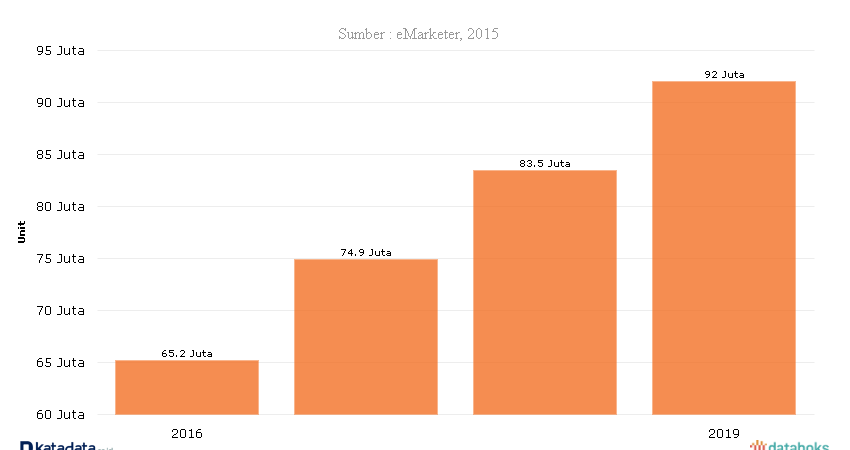 Sumber : eMarketer, 2015
95 Juta
90 Juta
85 Juta
80 Juta
75 Juta
70 Juta
65 Juta
60 Juta
Unit
65.2 Juta
74.9 Juta
83.5 Juta
92 Juta
2016
2019
katadata
databoks